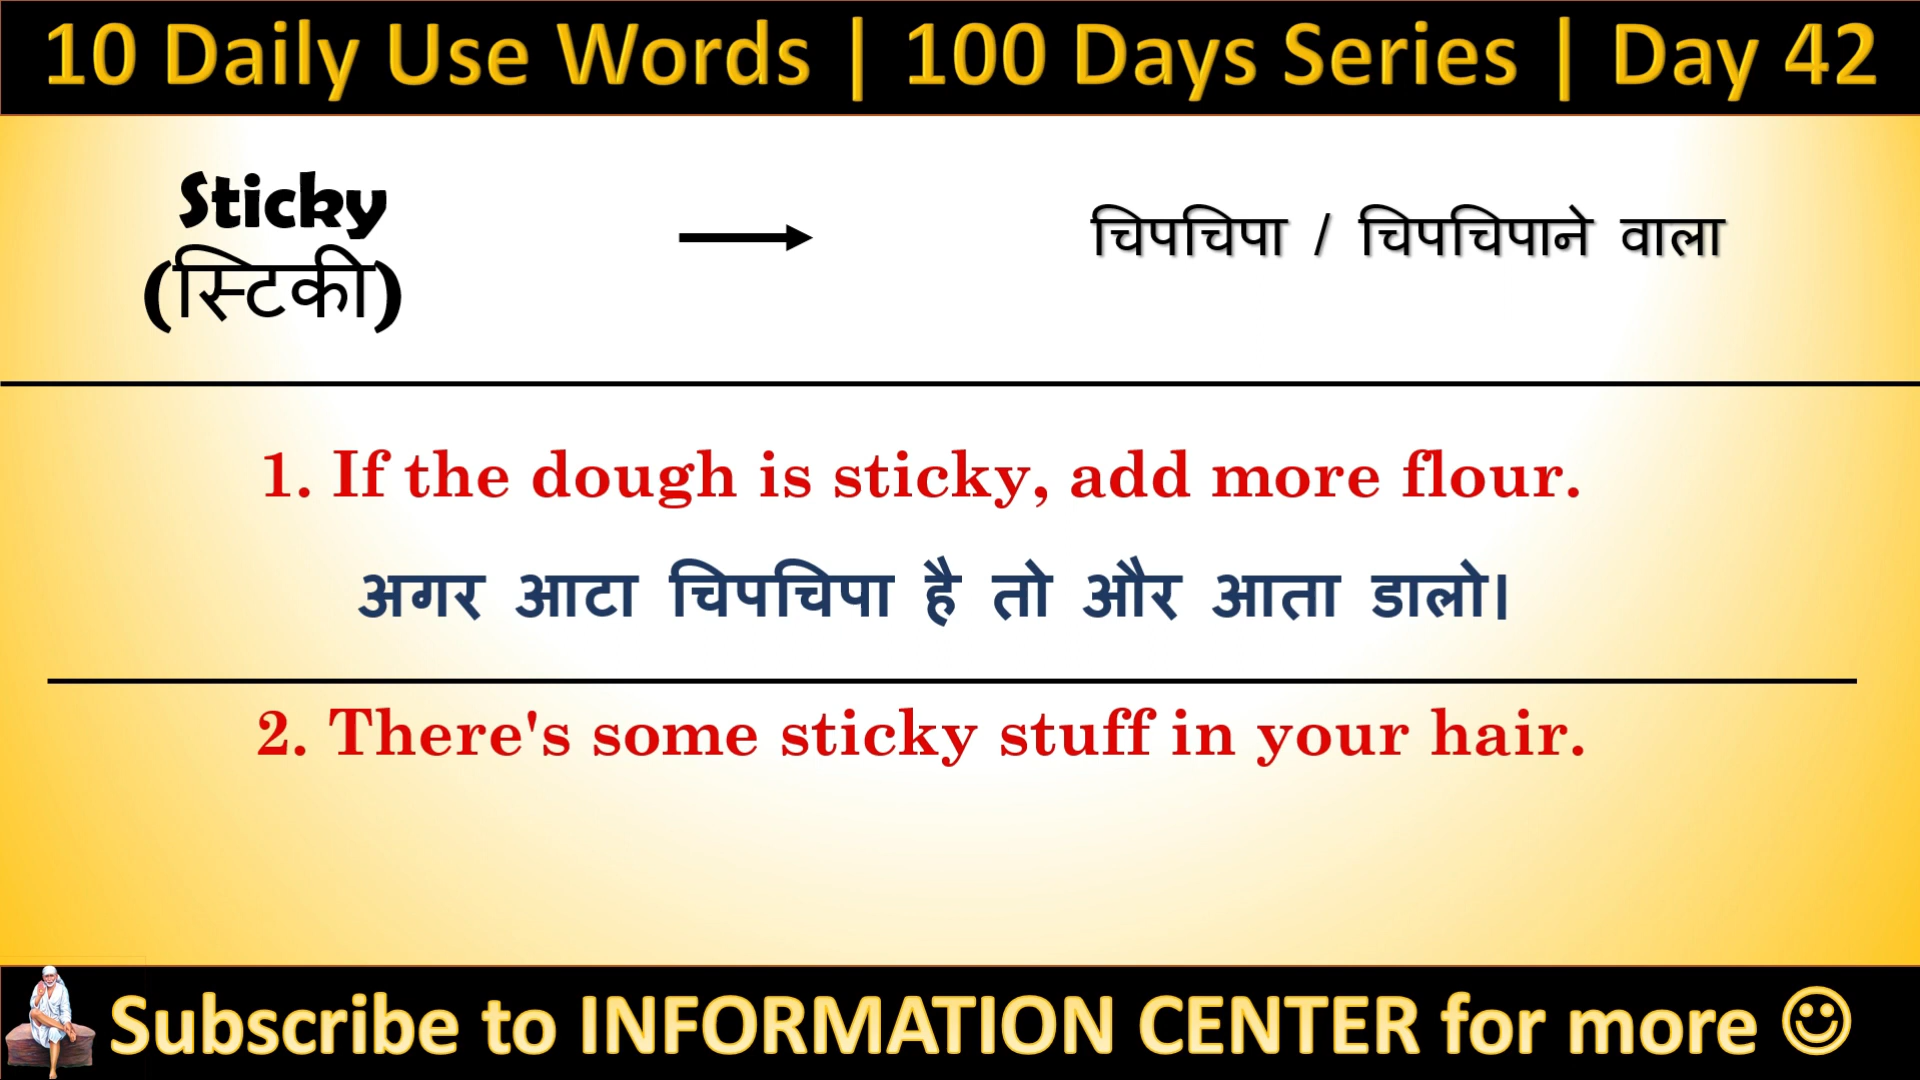 10 Daily Use Words | 100 Days Series | Day 42
Sticky
(स्टिकी)
चिपचिपा / चिपचिपाने वाला
1. If the dough is sticky, add more flour.
अगर आटा चिपचिपा है तो और आता डालो।
2. There's some sticky stuff in your hair.
Subscribe to INFORMATION CENTER for more ☺